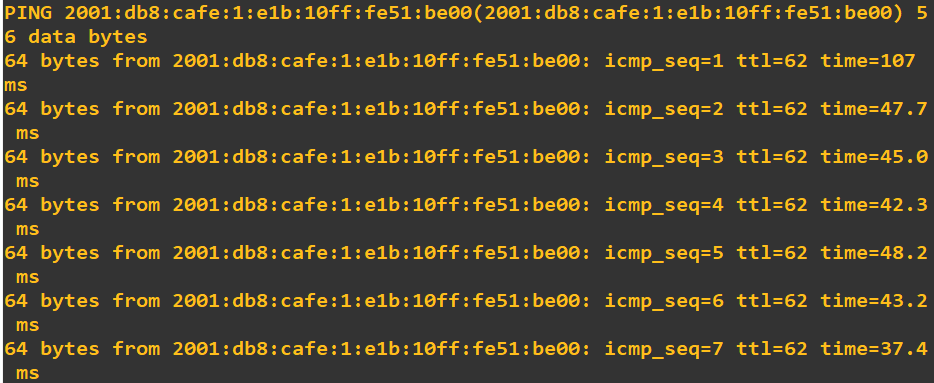 PING 2001:db8:cafe:1:e1b:10ff:fe51:be00(2001:db8:cafe:1:e1b:10ff:fe51:be00) 5
6 data bytes
64 bytes from 2001:db8:cafe:1:e1b:10ff:fe51:be00: icmp_seq=1 ttl=62 time=107
ms
64 bytes from 2001:db8:cafe:1:e1b:10ff:fe51:be00: icmp_seq=2 ttl=62 time=47.7
 ms
64 bytes from 2001:db8:cafe:1:e1b:10ff:fe51:be00: icmp_seq=3 ttl=62 time=45.0
 ms
64 bytes from 2001:db8:cafe:1:e1b:10ff:fe51:be00: icmp_seq=4 ttl=62 time=42.3
 ms
64 bytes from 2001:db8:cafe:1:e1b:10ff:fe51:be00: icmp_seq=5 ttl=62 time=48.2
 ms
64 bytes from 2001:db8:cafe:1:e1b:10ff:fe51:be00: icmp_seq=6 ttl=62 time=43.2
 ms
64 bytes from 2001:db8:cafe:1:e1b:10ff:fe51:be00: icmp_seq=7 ttl=62 time=37.4
 ms